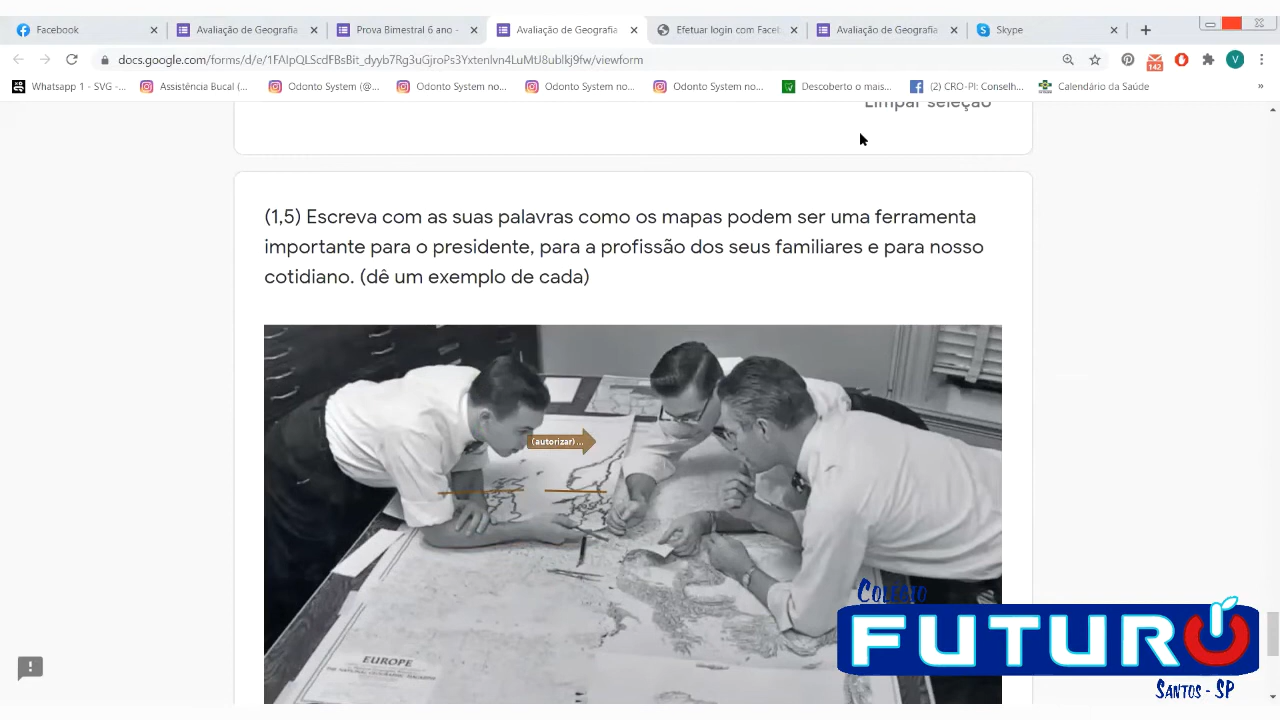 Facebook
Avaliação de Geografia
Prova Bimestral 6 ano -
Avaliação de Geografia
Efetuar login com Facel
Avaliação de Geografia
Skype
docs.google.com/forms/d/e/
/viewform
142
V
Whatsapp 1 - SVG -...
Assistência Bucal (...
Odonto System (@...
Odonto System no...
Odonto System no...
Odonto System no...
Descoberto o mais...
(2) CRO-PI: Conselh...
Calendário da Saúde
»
Limpar seleção
(1,5) Escreva com as suas palavras como os mapas podem ser uma ferramenta
importante para o presidente, para a profissão dos seus familiares e para nosso
cotidiano. (dê um exemplo de cada)
(autorizar)...
EUROPE
COLÉGIO
FUTURO
SANTOS - SP